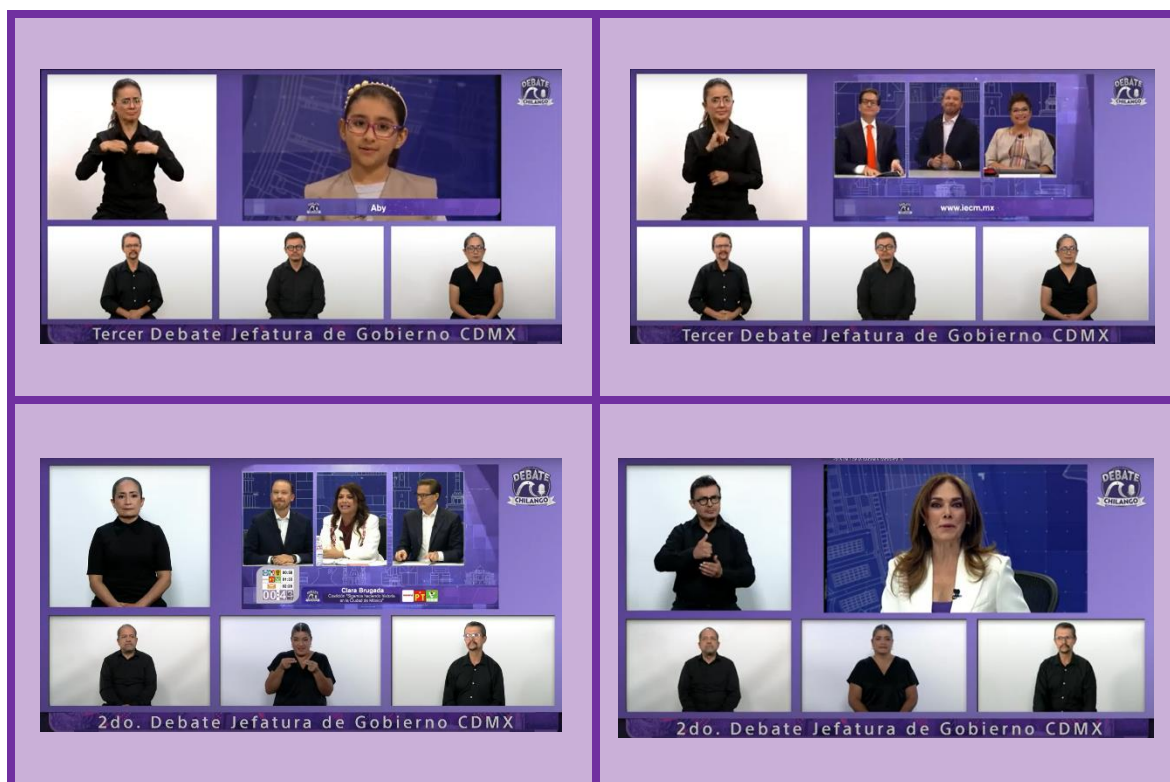 DEBATE
CHILANGO
Aby
Tercer Debate Jefatura de Gobierno CDMX
DEBATE
CHILANGO
www.iecm.mx
Tercer Debate Jefatura de Gobierno CDMX
DEBATE
CHILANGO
Clara Brugada
PT
2do. Debate Jefatura de Gobierno CDMX
DEBATE
CHILANGO
2do. Debate Jefatura de Gobierno CDMX